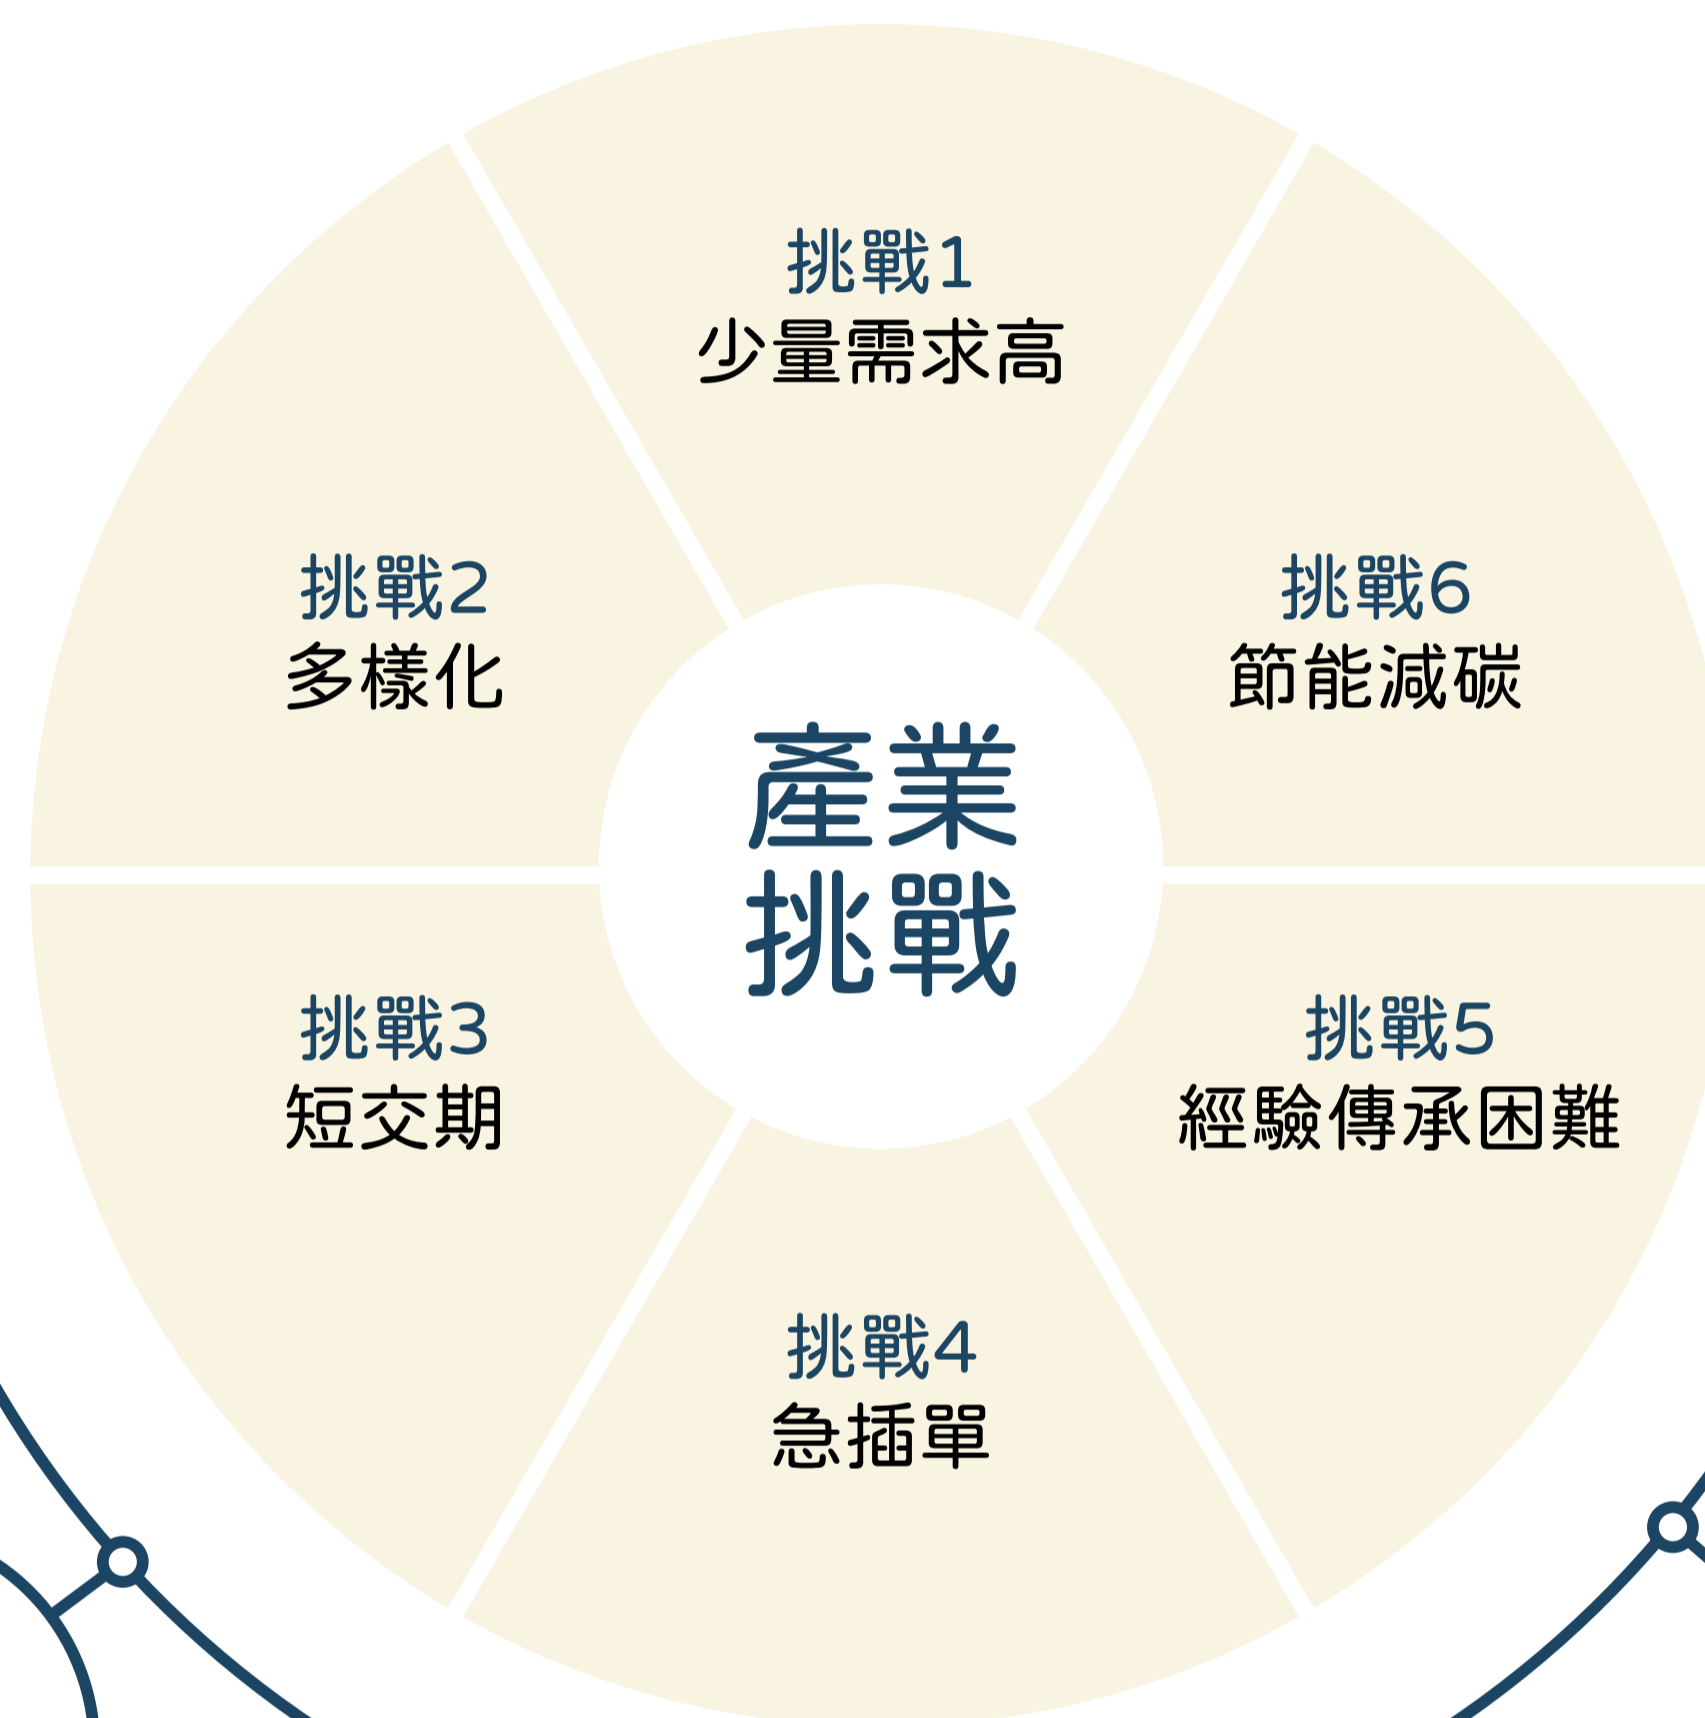 挑戰1
少量需求高
挑戰2
多樣化
挑戰6
節能減碳
產業
挑戰
挑戰3
短交期
挑戰5
經驗傳承困難
挑戰4
急插單